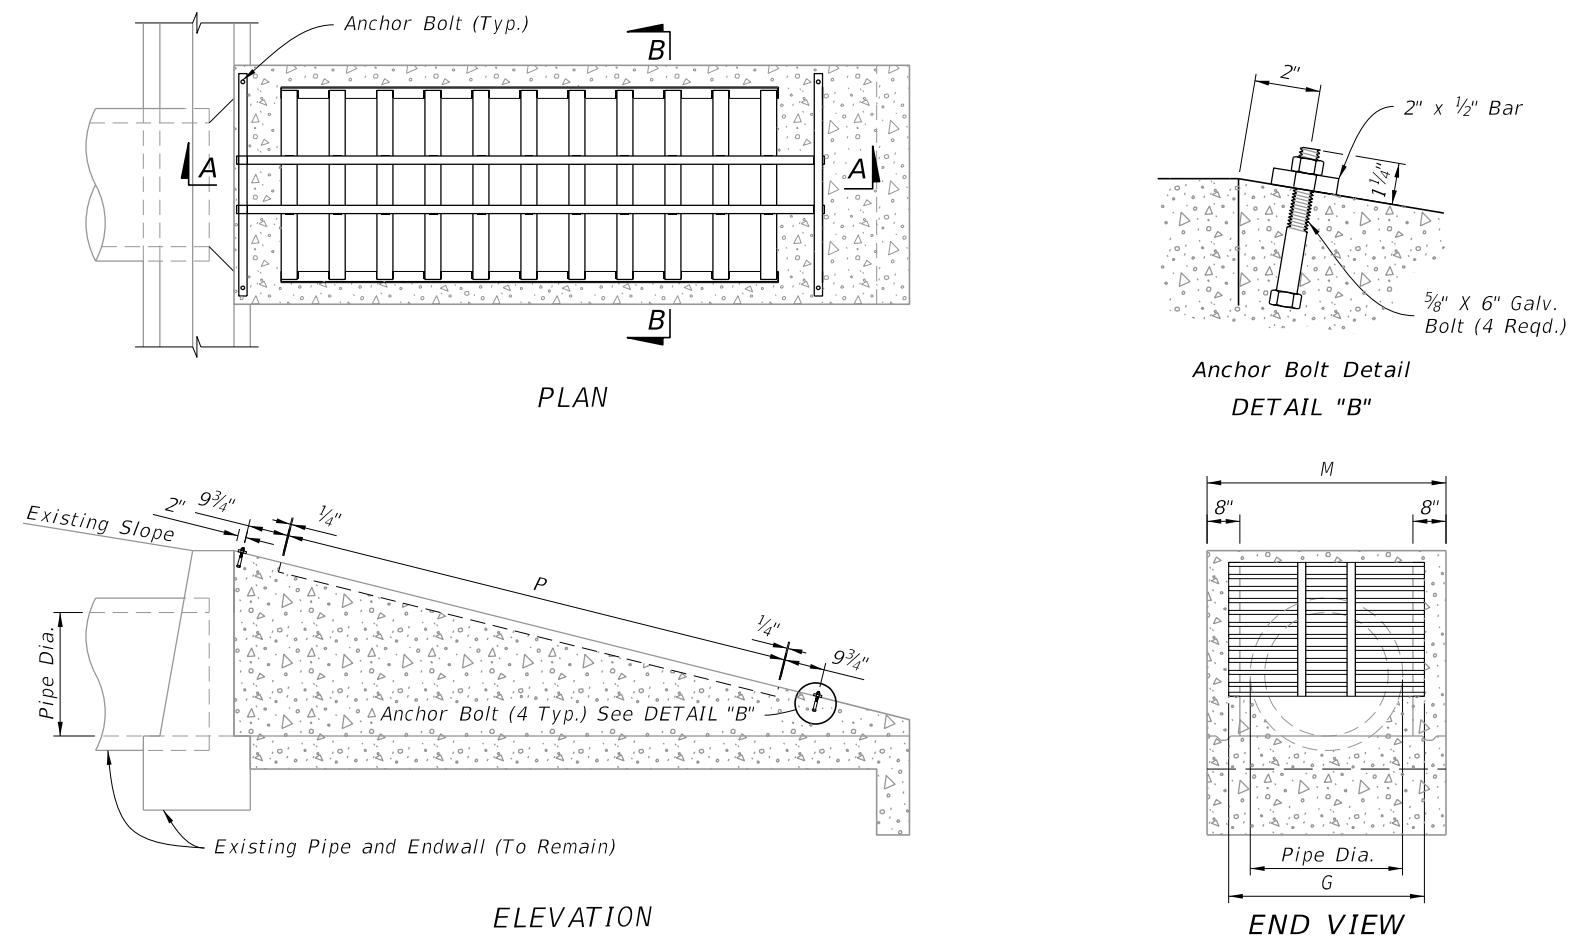 Anchor Bolt (Typ.)
B
A
A
B
PLAN
2"
2" x ½" Bar
1 ¼"
⅝" X 6" Galv.
Bolt (4 Reqd.)
Anchor Bolt Detail
DETAIL "B"
Existing Slope
2"
9¾"
¼"
P
¼"
9¾"
Pipe Dia.
Anchor Bolt (4 Typ.) See DETAIL "B"
Existing Pipe and Endwall (To Remain)
ELEVATION
M
8"
8"
Pipe Dia.
G
END VIEW